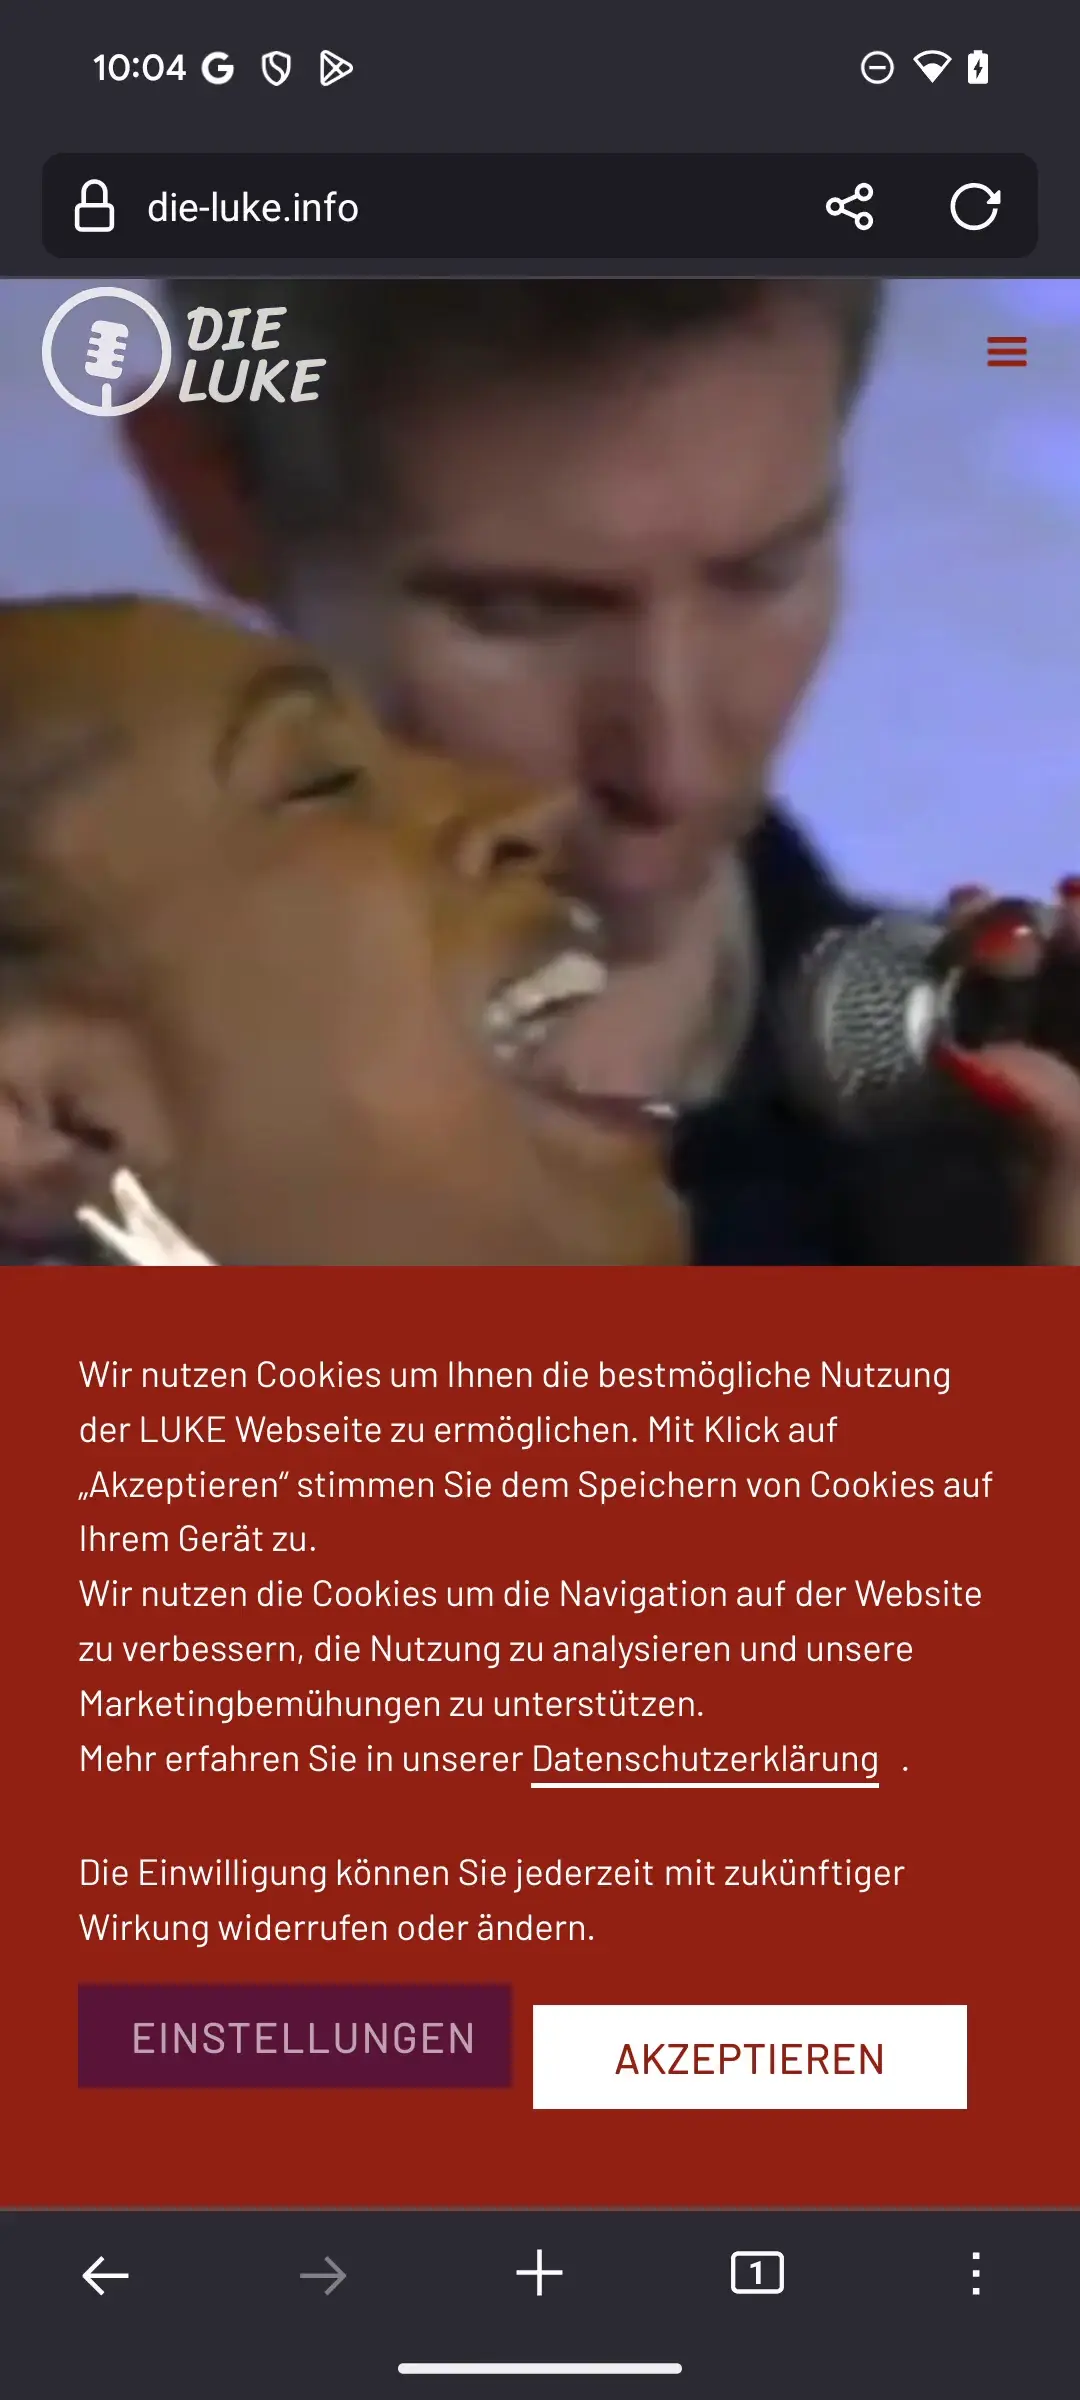 10:04
die-luke.info
DIE
LUKE
Wir nutzen Cookies um Ihnen die bestmögliche Nutzung
der LUKE Webseite zu ermöglichen. Mit Klick auf
„Akzeptieren“ stimmen Sie dem Speichern von Cookies auf
Ihrem Gerät zu.
Wir nutzen die Cookies um die Navigation auf der Website
zu verbessern, die Nutzung zu analysieren und unsere
Marketingbemühungen zu unterstützen.
Mehr erfahren Sie in unserer Datenschutzerklärung .
Die Einwilligung können Sie jederzeit mit zukünftiger
Wirkung widerrufen oder ändern.
EINSTELLUNGEN
AKZEPTIEREN
1